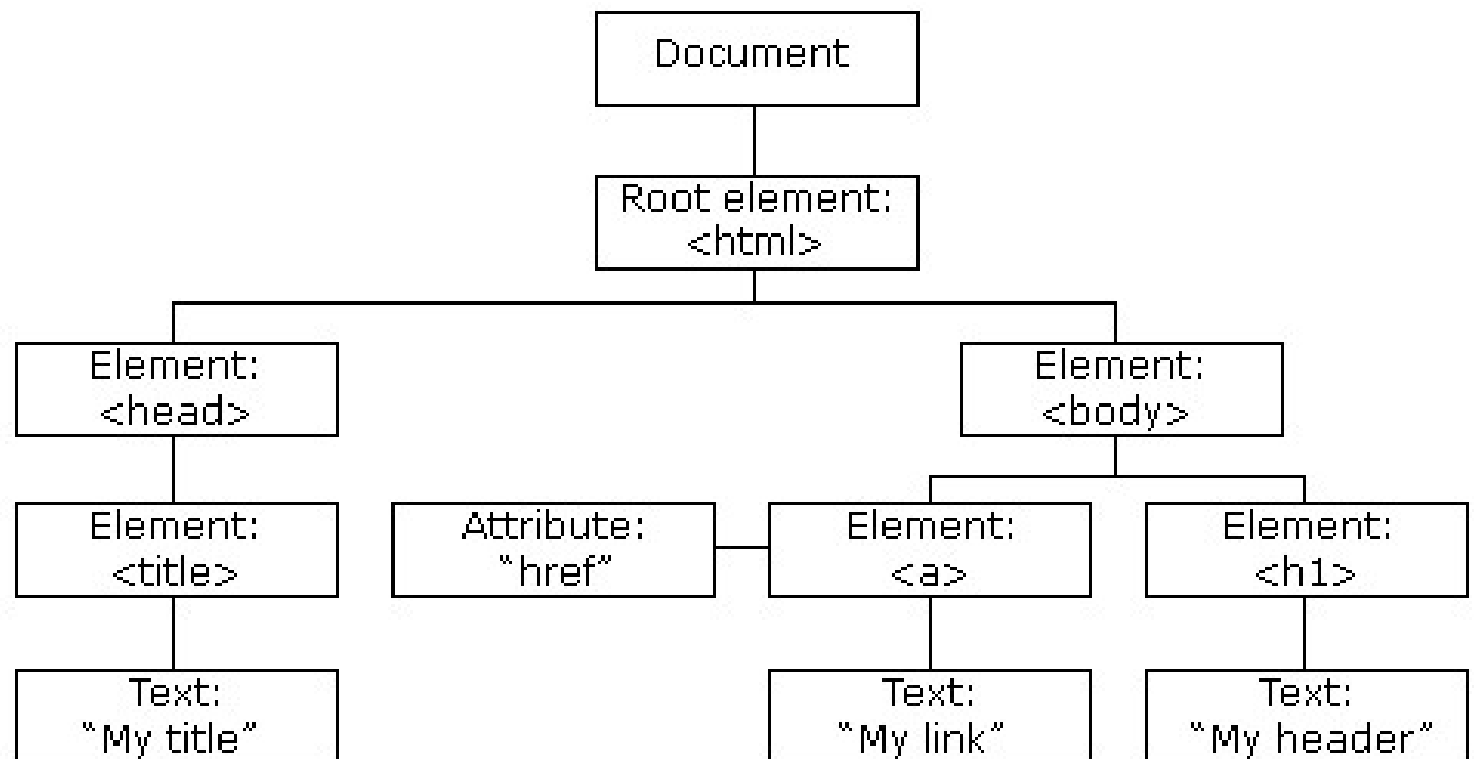 Document
Root element:
<html>
Element:
<head>
Element:
<body>
Element:
<title>
Attribute:
“href”
Element:
<a>
Element:
<h1>
Text:
“My title”
Text:
“My link”
Text:
“My header”